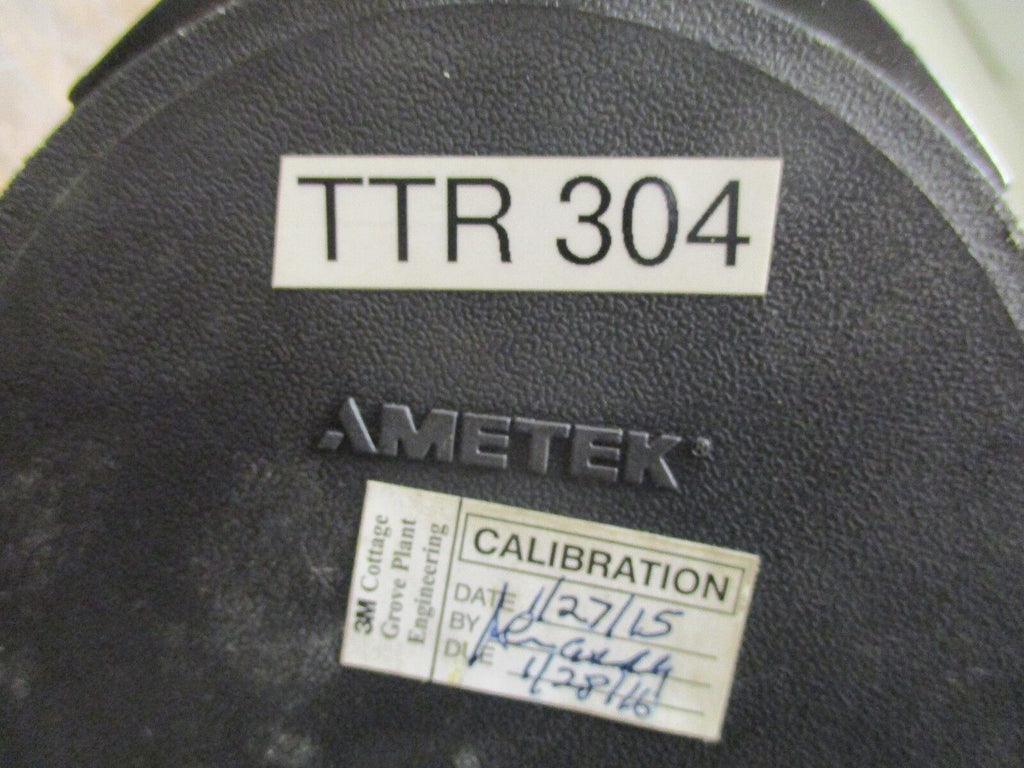 TTR 304
AMETEK®
3M Cottage
Grove Plant
Engineering
CALIBRATION
DATE 1/27/15
BY
DUE 1/28/16